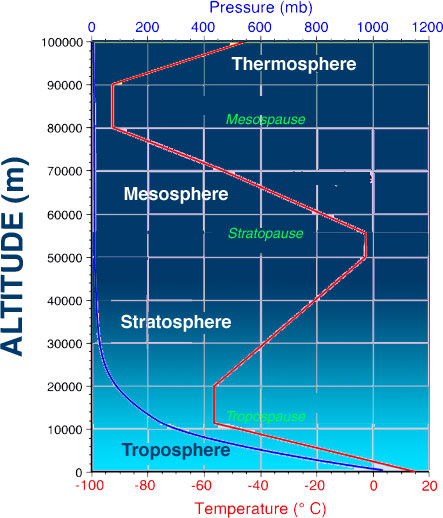 Pressure (mb)
0 200 400 600 800 1000 1200
100000
Thermosphere
90000
Mesospause
80000
70000
Mesosphere
60000
Stratopause
50000
ALTITUDE (m)
40000
Stratosphere
30000
20000
Tropospause
10000
Troposphere
0
-100 -80 -60 -40 -20 0 20
Temperature (° C)